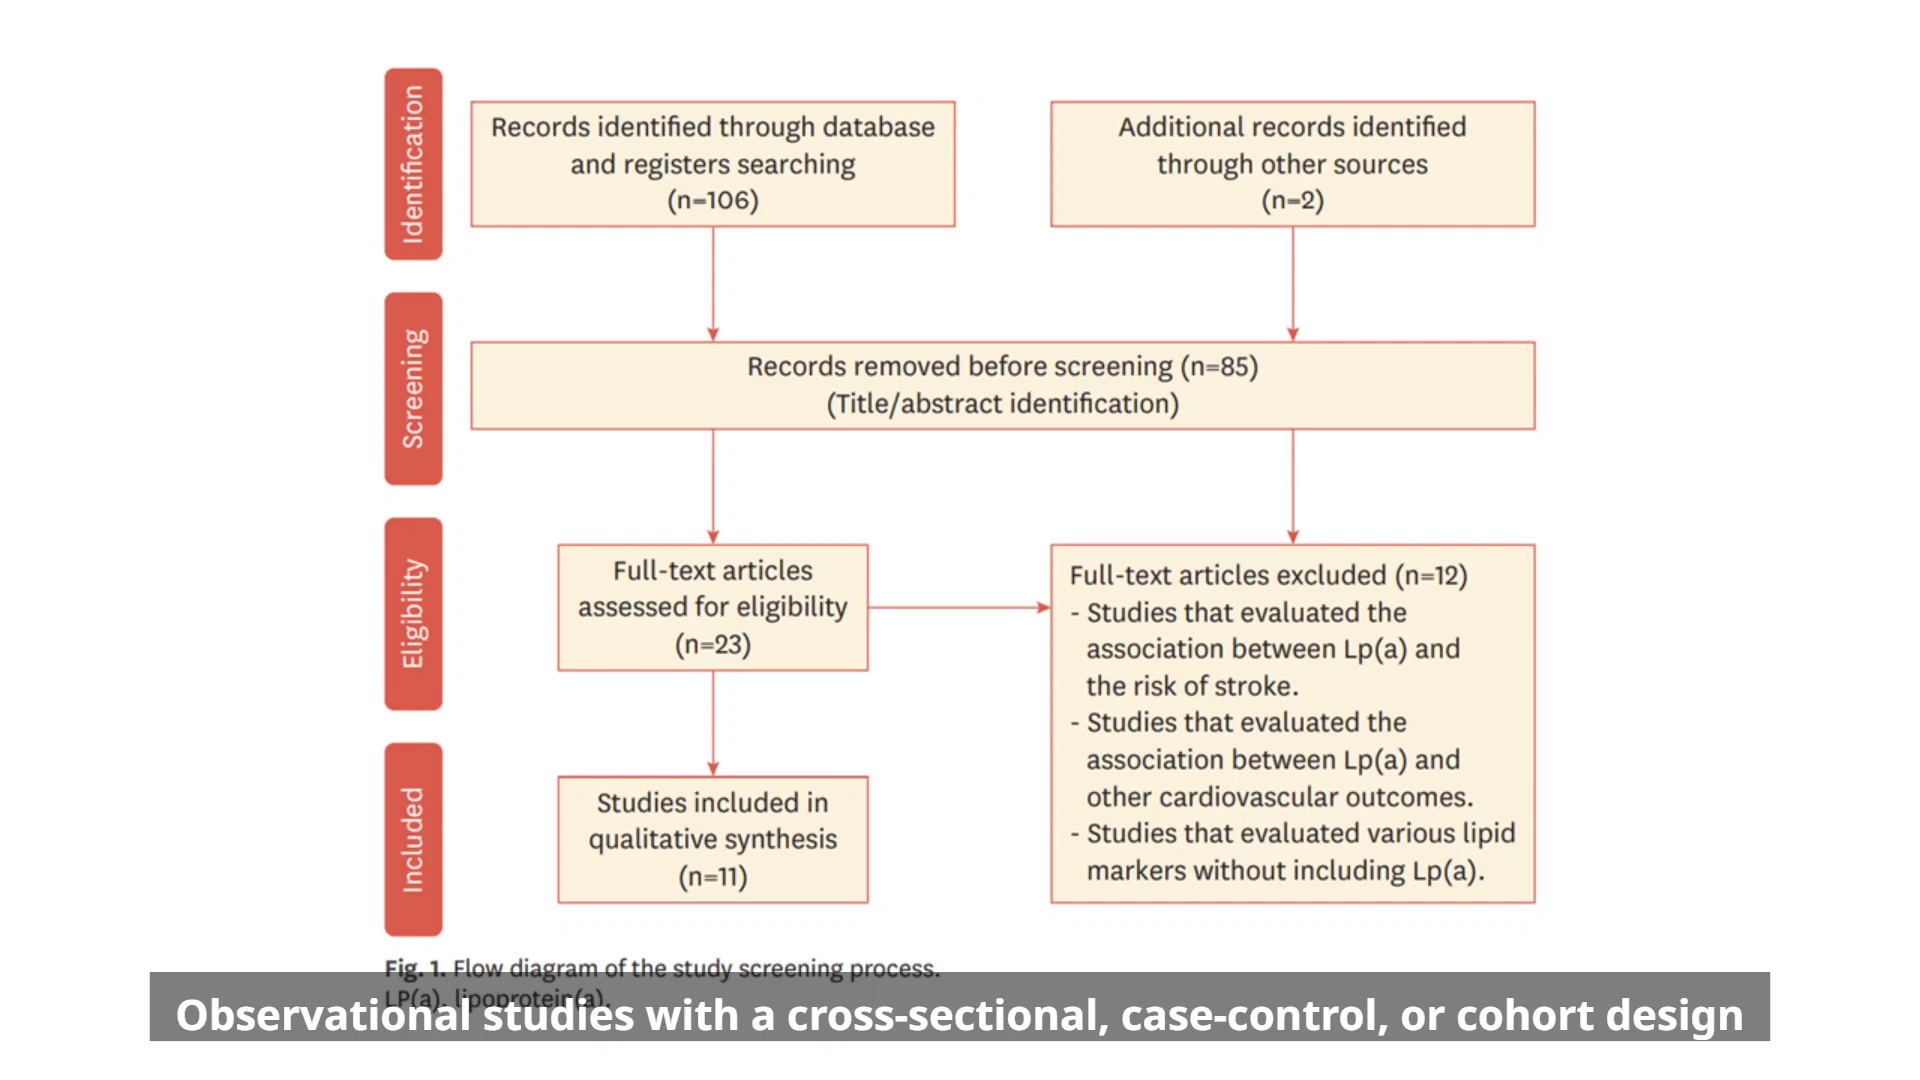 Identification
Records identified through database
and registers searching
(n=106)
Additional records identified
through other sources
(n=2)
Screening
Records removed before screening (n=85)
(Title/abstract identification)
Eligibility
Full-text articles
assessed for eligibility
(n=23)
Full-text articles excluded (n=12)
- Studies that evaluated the
association between Lp(a) and
the risk of stroke.
- Studies that evaluated the
association between Lp(a) and
other cardiovascular outcomes.
- Studies that evaluated various lipid
markers without including Lp(a).
Included
Studies included in
qualitative synthesis
(n=11)
Fig. 1. Flow diagram of the study screening process.
LP(a), lipoprotein(a).
Observational studies with a cross-sectional, case-control, or cohort design